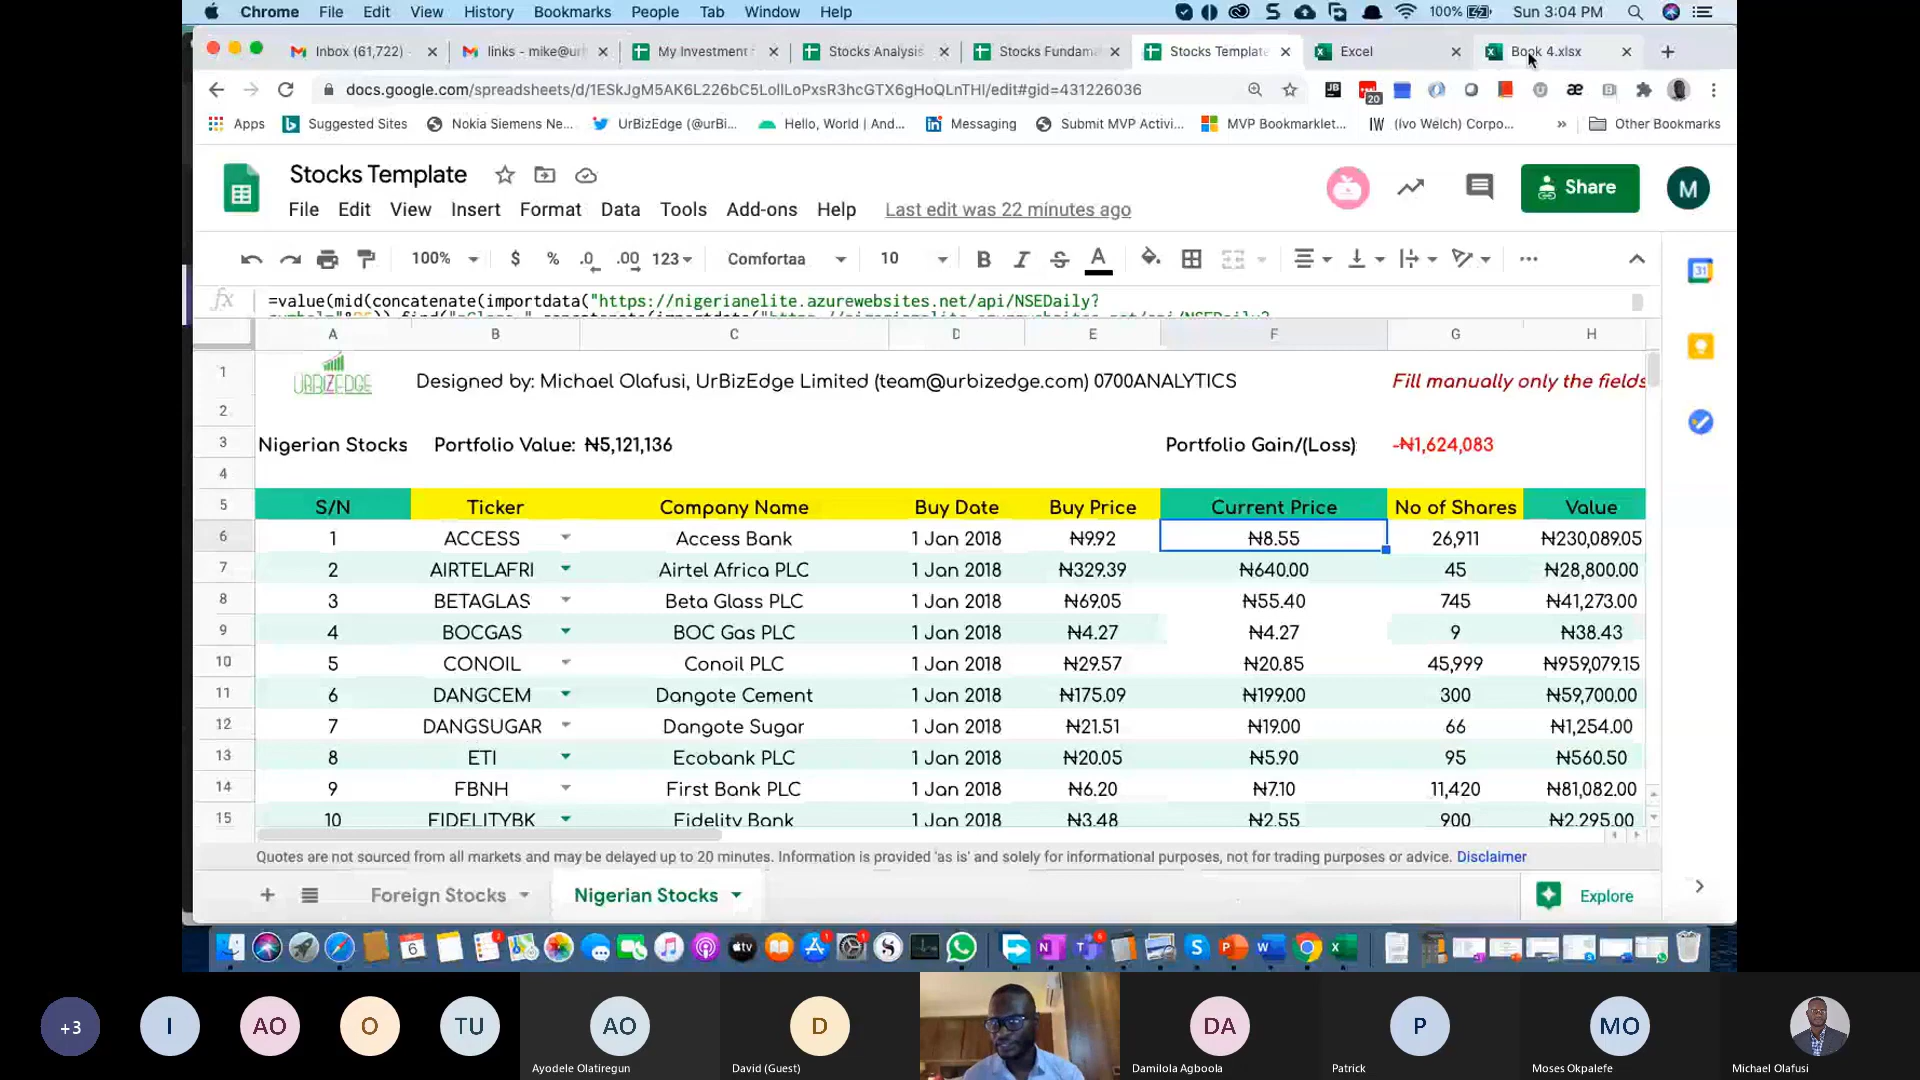 Chrome File Edit View History Bookmarks People Tab Window Help 100% Sun 3:04 PM
Inbox (61,722) - links - mike@ur My Investment Stocks Analysis Stocks Fundam Stocks Template Excel Book 4.xlsx
docs.google.com/spreadsheets/d/1ESkJgM5AK6L226bC5LollLoPxsR3hcGTX6gHoQLnTHI/edit#gid=431226036 20
Apps Suggested Sites Nokia Siemens Ne... UrBizEdge (@urBi... Hello, World | And... Messaging Submit MVP Activi... MVP Bookmarklet... (Ivo Welch) Corpo... » Other Bookmarks
Stocks Template
Share M
File Edit View Insert Format Data Tools Add-ons Help Last edit was 22 minutes ago
100% $ % .0 .00 123 Comfortaa 10 B I S A
fx =value(mid(concatenate(importdata("https://nigerianelite.azurewebsites.net/api/NSEDaily?
A B C D E F G H
1 URBIZEDGE Designed by: Michael Olafusi, UrBizEdge Limited (team@urbizedge.com) 0700ANALYTICS Fill manually only the fields
2
3 Nigerian Stocks Portfolio Value: ₦5,121,136 Portfolio Gain/(Loss) -₦1,624,083
4
5 S/N Ticker Company Name Buy Date Buy Price Current Price No of Shares Value
6 1 ACCESS Access Bank 1 Jan 2018 ₦9.92 ₦8.55 26,911 ₦230,089.05
7 2 AIRTELAFRI Airtel Africa PLC 1 Jan 2018 ₦329.39 ₦640.00 45 ₦28,800.00
8 3 BETAGLAS Beta Glass PLC 1 Jan 2018 ₦69.05 ₦55.40 745 ₦41,273.00
9 4 BOCGAS BOC Gas PLC 1 Jan 2018 ₦4.27 ₦4.27 9 ₦38.43
10 5 CONOIL Conoil PLC 1 Jan 2018 ₦29.57 ₦20.85 45,999 ₦959,079.15
11 6 DANGCEM Dangote Cement 1 Jan 2018 ₦175.09 ₦199.00 300 ₦59,700.00
12 7 DANGSUGAR Dangote Sugar 1 Jan 2018 ₦21.51 ₦19.00 66 ₦1,254.00
13 8 ETI Ecobank PLC 1 Jan 2018 ₦20.05 ₦5.90 95 ₦560.50
14 9 FBNH First Bank PLC 1 Jan 2018 ₦6.20 ₦7.10 11,420 ₦81,082.00
15 10 FIDELITYBK Fidelity Bank 1 Jan 2018 ₦3.48 ₦2.55 900 ₦2,295.00
Quotes are not sourced from all markets and may be delayed up to 20 minutes. Information is provided 'as is' and solely for informational purposes, not for trading purposes or advice. Disclaimer
Foreign Stocks Nigerian Stocks Explore
+3 I AO O TU AO D DA P MO
Ayodele Olatiregun David (Guest) Damilola Agboola Patrick Moses Okpalefe Michael Olafusi